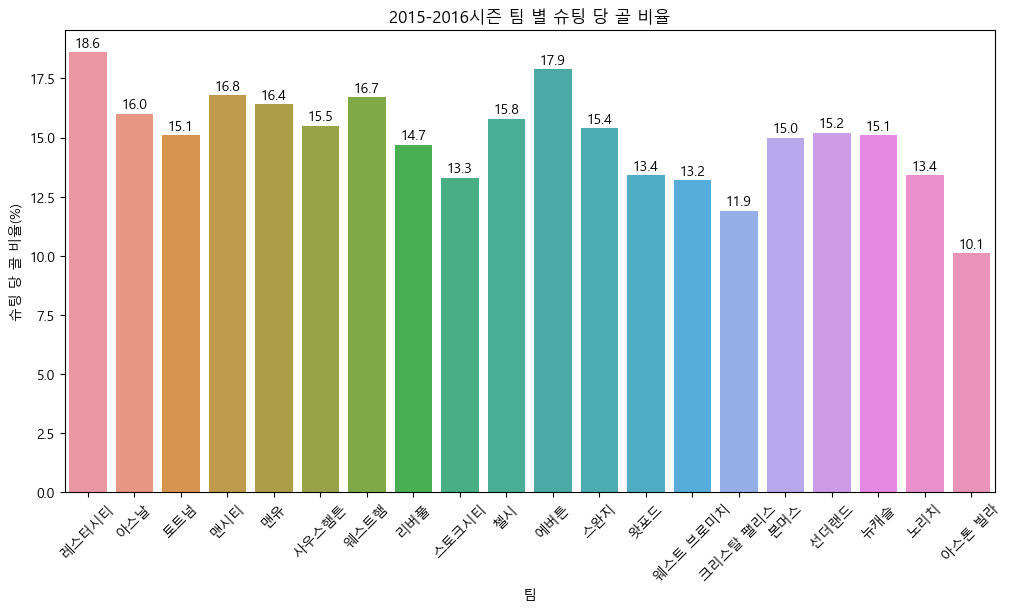 2015-2016시즌 팀 별 슈팅 당 골 비율
슈팅 당 골 비율(%)
17.5
15.0
12.5
10.0
7.5
5.0
2.5
0.0
18.6
16.0
15.1
16.8
16.4
15.5
16.7
14.7
13.3
15.8
17.9
15.4
13.4
13.2
11.9
15.0
15.2
15.1
13.4
10.1
레스터시티
아스날
토트넘
맨시티
맨유
사우스햄튼
웨스트햄
리버풀
스토크시티
첼시
에버튼
스완지
왓포드
웨스트 브로미치
크리스탈 팰리스
본머스
선더랜드
뉴캐슬
노리치
아스톤 빌라
팀